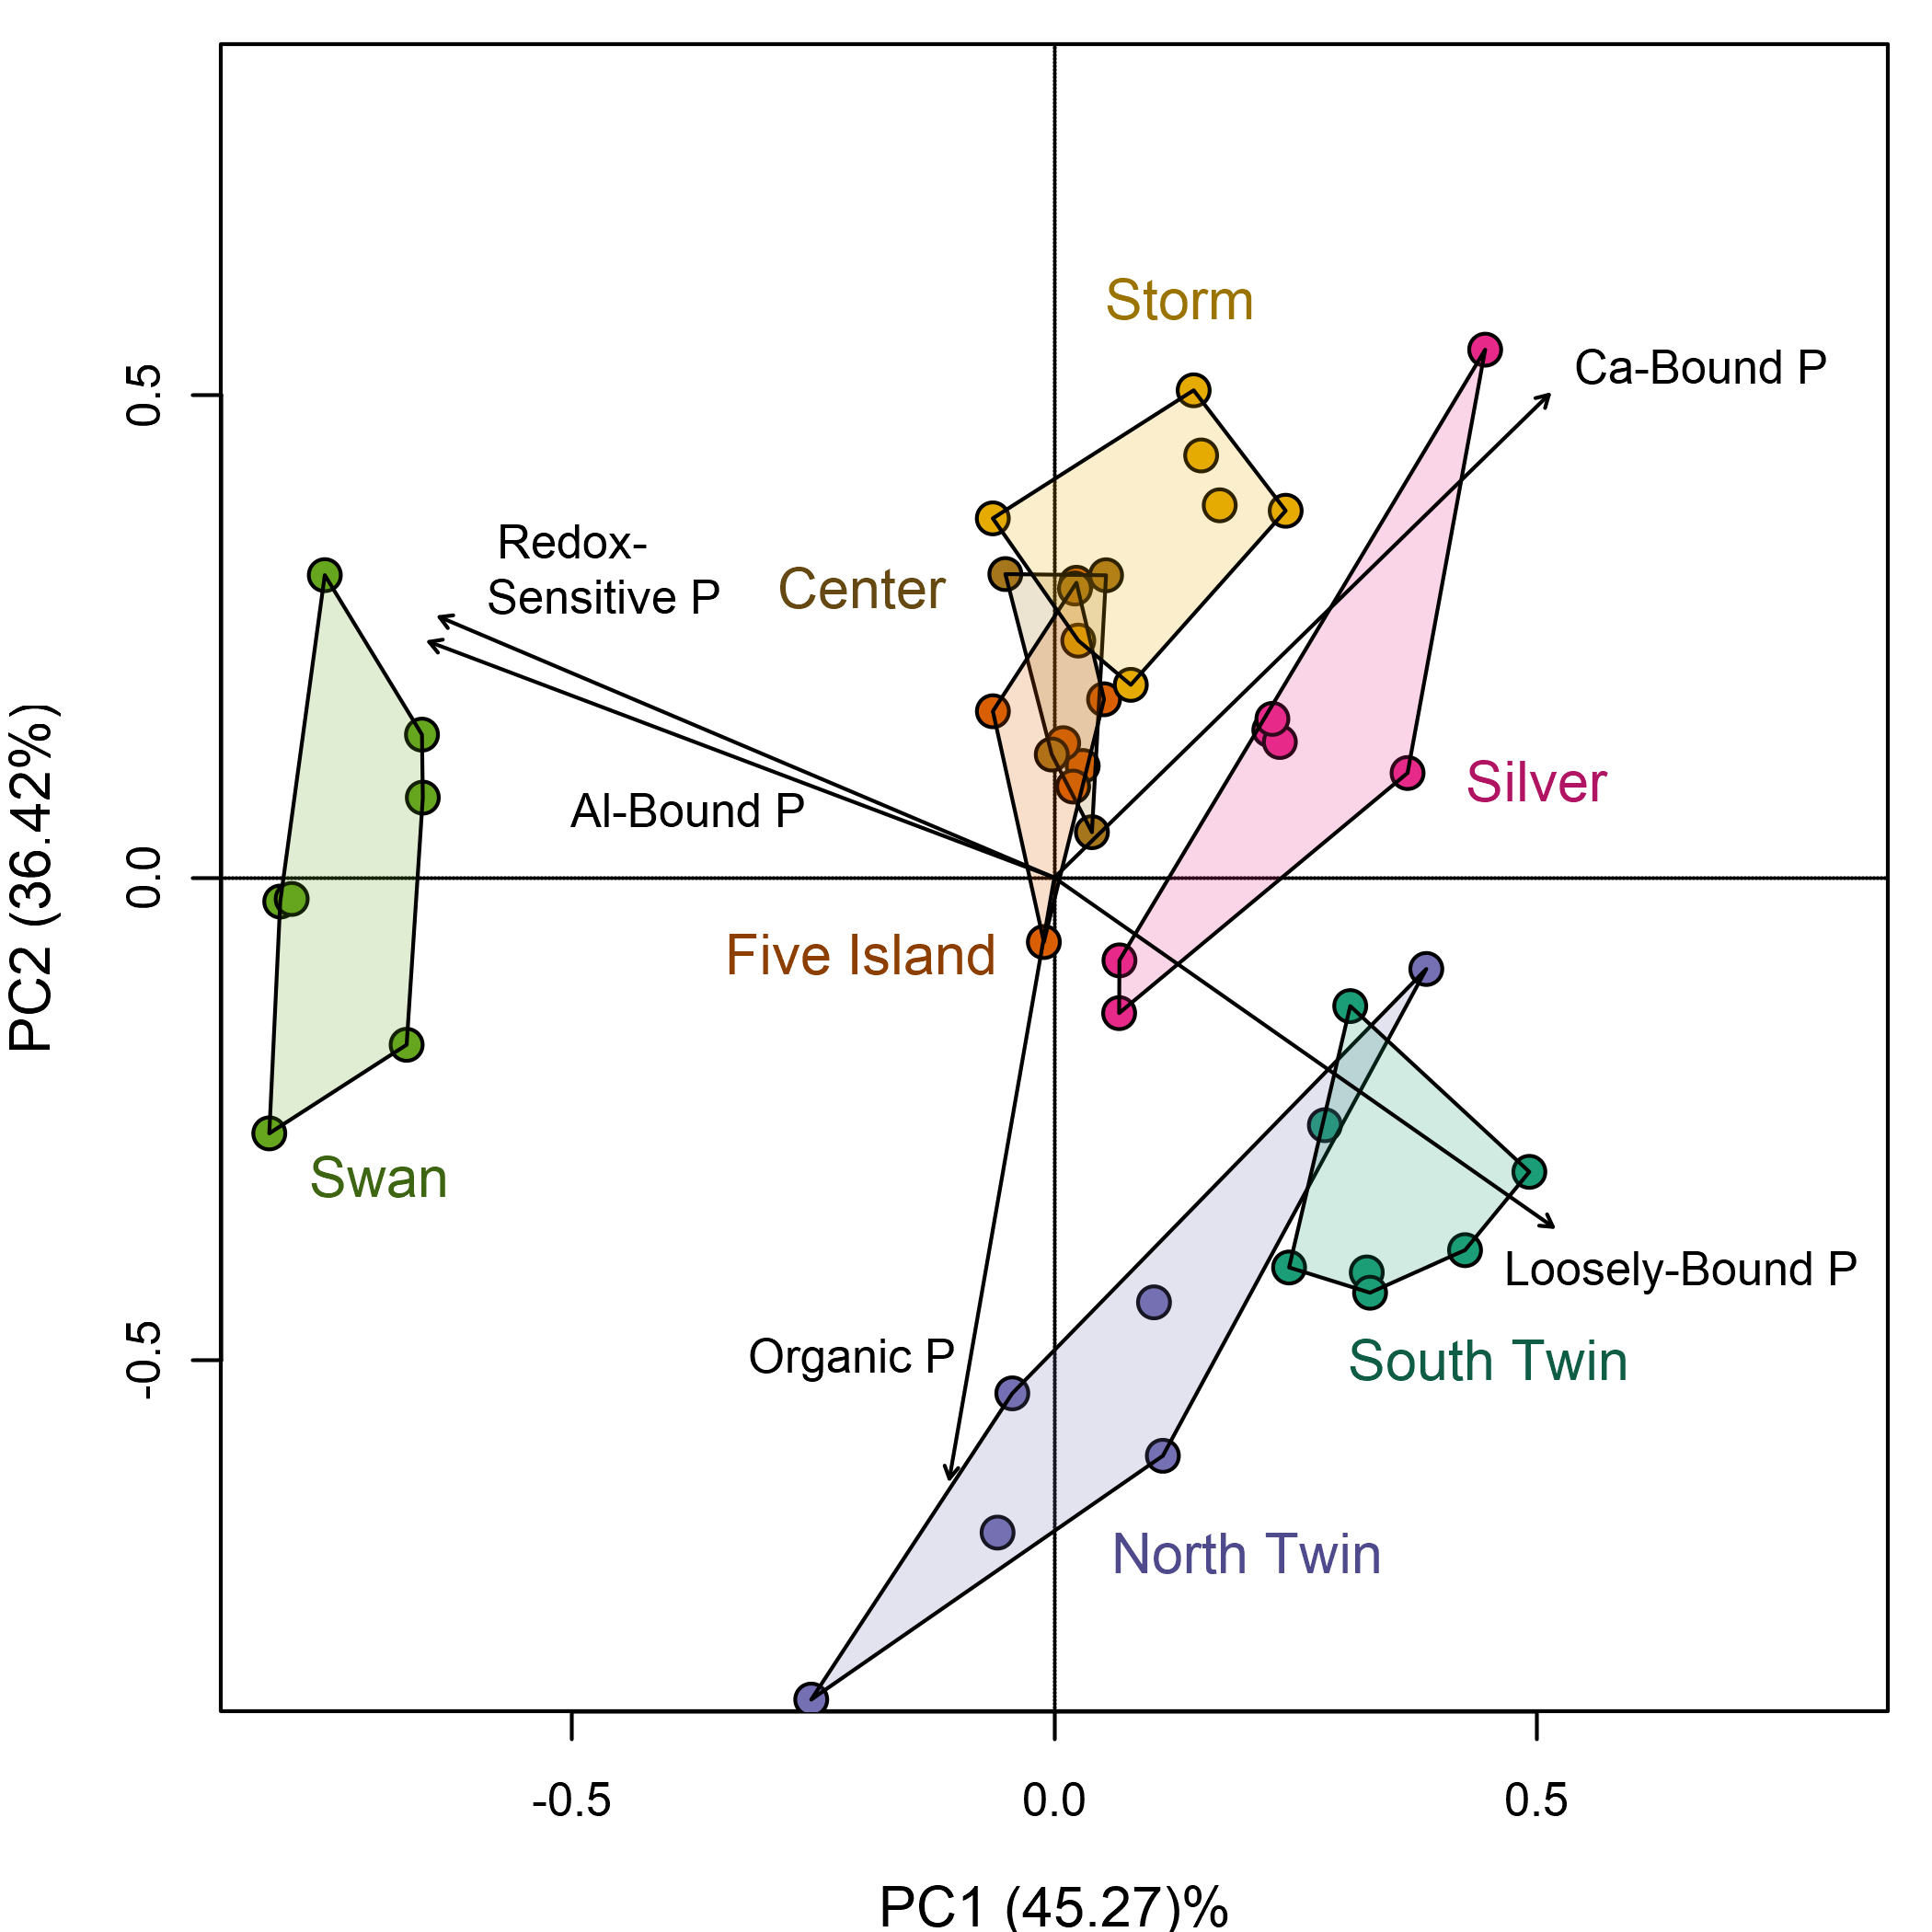 Storm
Ca-Bound P
0.5
Redox-
Sensitive P
Center
Silver
Al-Bound P
PC2 (36.42%)
0.0
Five Island
Swan
Loosely-Bound P
Organic P
South Twin
-0.5
North Twin
-0.5
0.0
0.5
PC1 (45.27)%